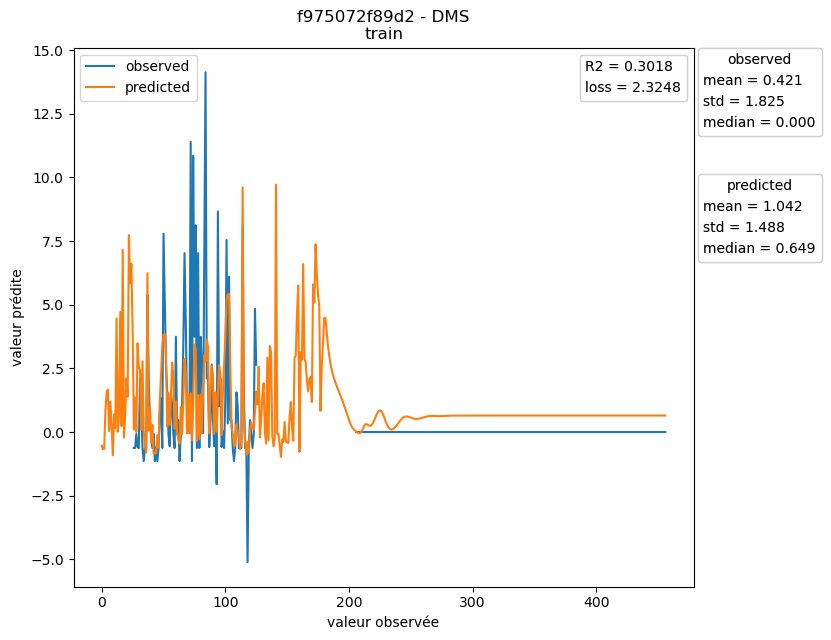 f975072f89d2 - DMS
train
observed
predicted
R2 = 0.3018
loss = 2.3248
observed
mean = 0.421
std = 1.825
median = 0.000
predicted
mean = 1.042
std = 1.488
median = 0.649
valeur prédite
15.0
12.5
10.0
7.5
5.0
2.5
0.0
−2.5
−5.0
0
100
200
300
400
valeur observée